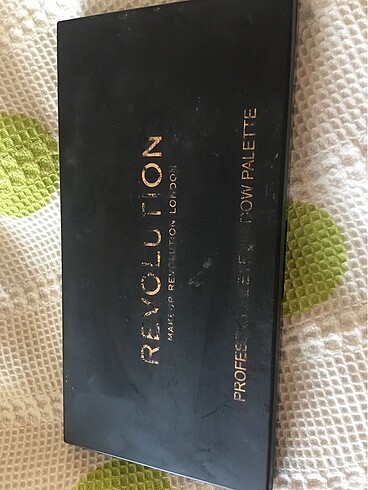 REVOLUTION
MAKEUP REVOLUTION LONDON
PROFESSIONAL EYESHADOW PALETTE